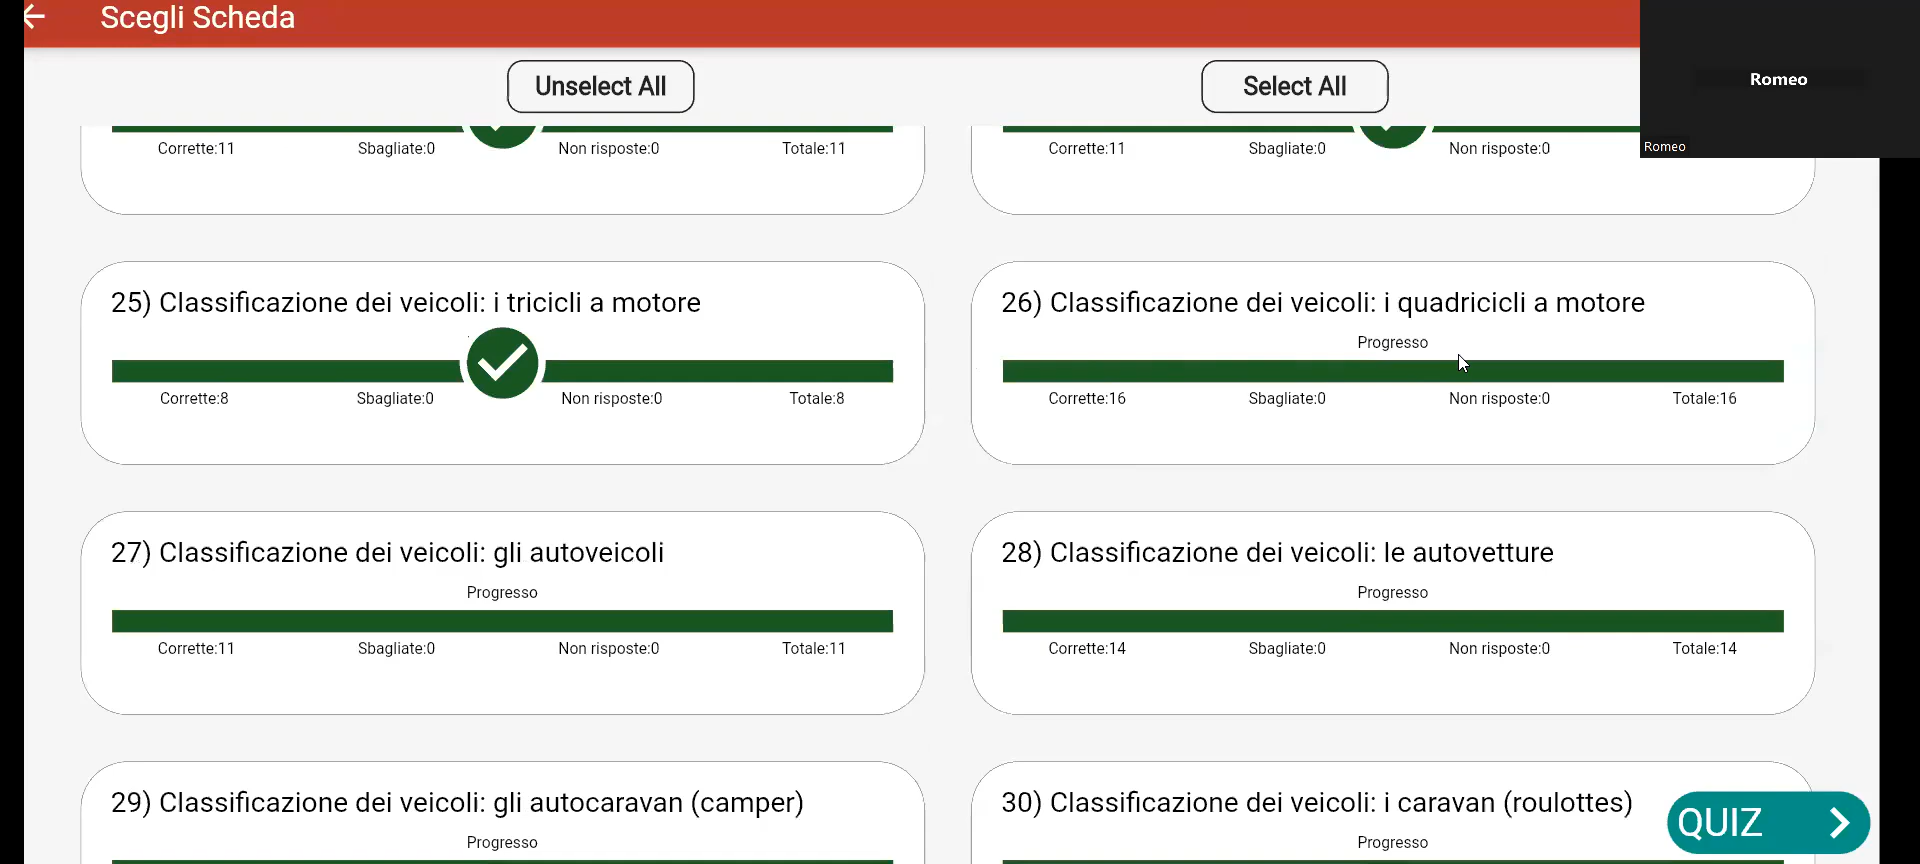 Scegli Scheda
Romeo
Romeo
Unselect All
Select All
Corrette:11 Sbagliate:0 Non risposte:0 Totale:11
Corrette:11 Sbagliate:0 Non risposte:0
25) Classificazione dei veicoli: i tricicli a motore
Corrette:8 Sbagliate:0 Non risposte:0 Totale:8
26) Classificazione dei veicoli: i quadricicli a motore
Progresso
Corrette:16 Sbagliate:0 Non risposte:0 Totale:16
27) Classificazione dei veicoli: gli autoveicoli
Progresso
Corrette:11 Sbagliate:0 Non risposte:0 Totale:11
28) Classificazione dei veicoli: le autovetture
Progresso
Corrette:14 Sbagliate:0 Non risposte:0 Totale:14
29) Classificazione dei veicoli: gli autocaravan (camper)
Progresso
30) Classificazione dei veicoli: i caravan (roulottes)
Progresso
QUIZ